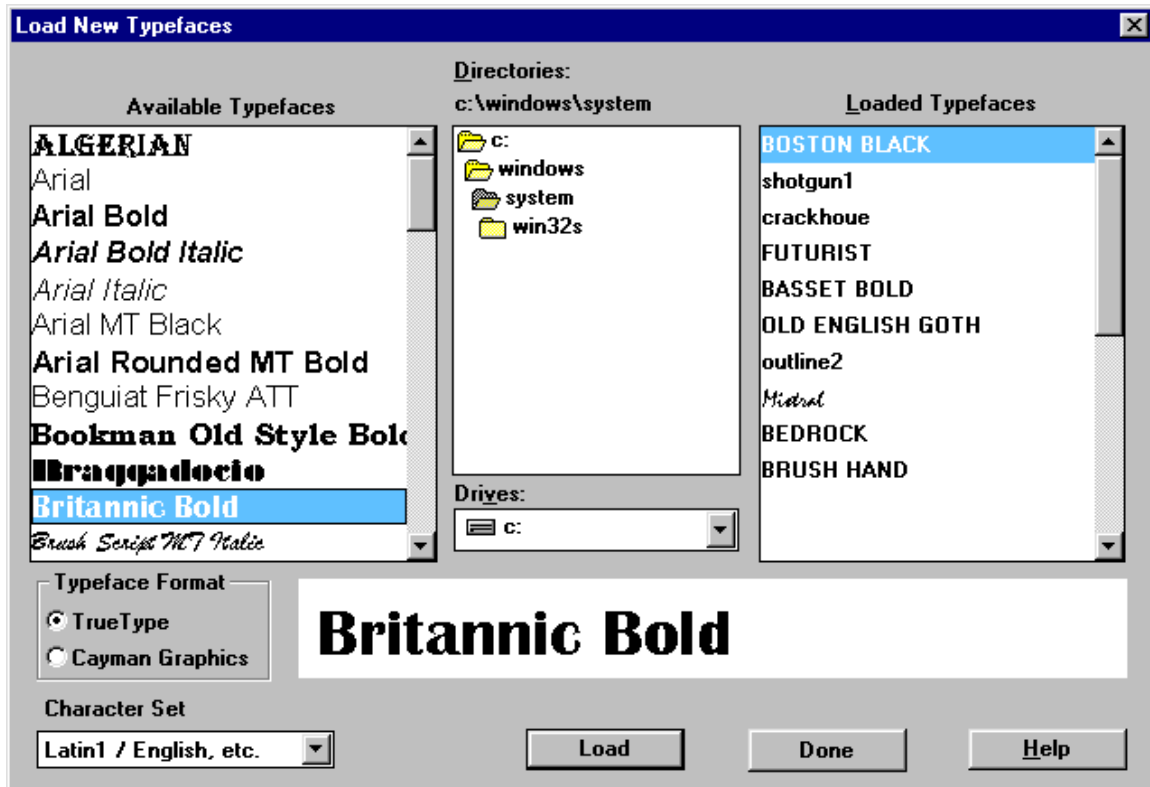 Load New Typefaces
Directories:
Available Typefaces
c:\windows\system
Loaded Typefaces
ALGERIAN
Arial
Arial Bold
Arial Bold Italic
Arial Italic
Arial MT Black
Arial Rounded MT Bold
Benguiat Frisky ATT
Bookman Old Style Bold
Braggadocio
Britannic Bold
Brush Script MT Italic
c:
windows
system
win32s
Drives:
c:
BOSTON BLACK
shotgun1
crackhoue
FUTURIST
BASSET BOLD
OLD ENGLISH GOTH
outline2
Mistral
BEDROCK
BRUSH HAND
Typeface Format
TrueType
Cayman Graphics
Britannic Bold
Character Set
Latin1 / English, etc.
Load
Done
Help